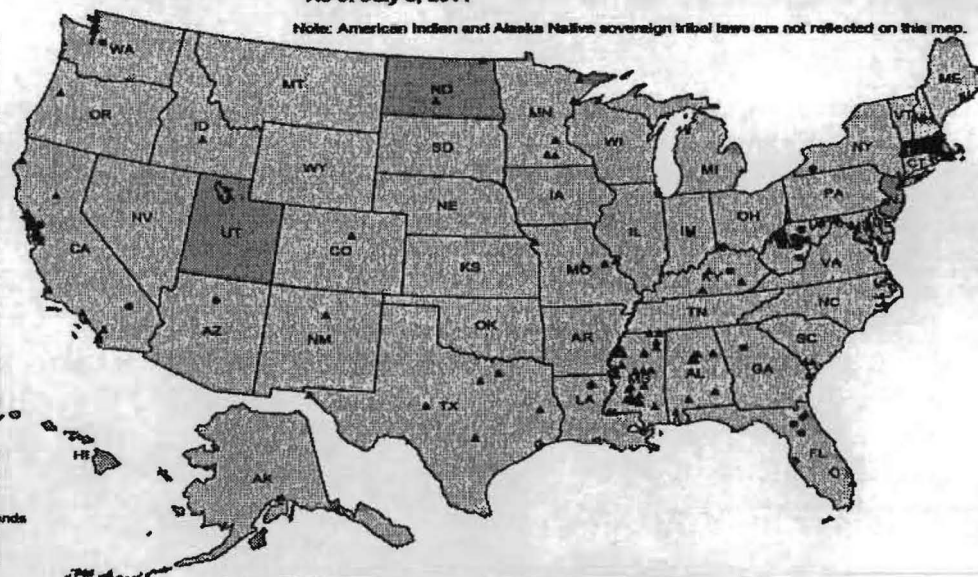 Note: American Indian and Alaska Native sovereign tribal laws are not reflected on this map.
WA
MT
ND
MN
ME
OR
ID
SD
WI
VT
NY
WY
MI
IA
PA
NE
NV
UT
IL
OH
CA
CO
KS
MO
VA
NC
TN
AZ
NM
OK
AR
SC
AL
GA
TX
LA
HI
AK
FL
CT